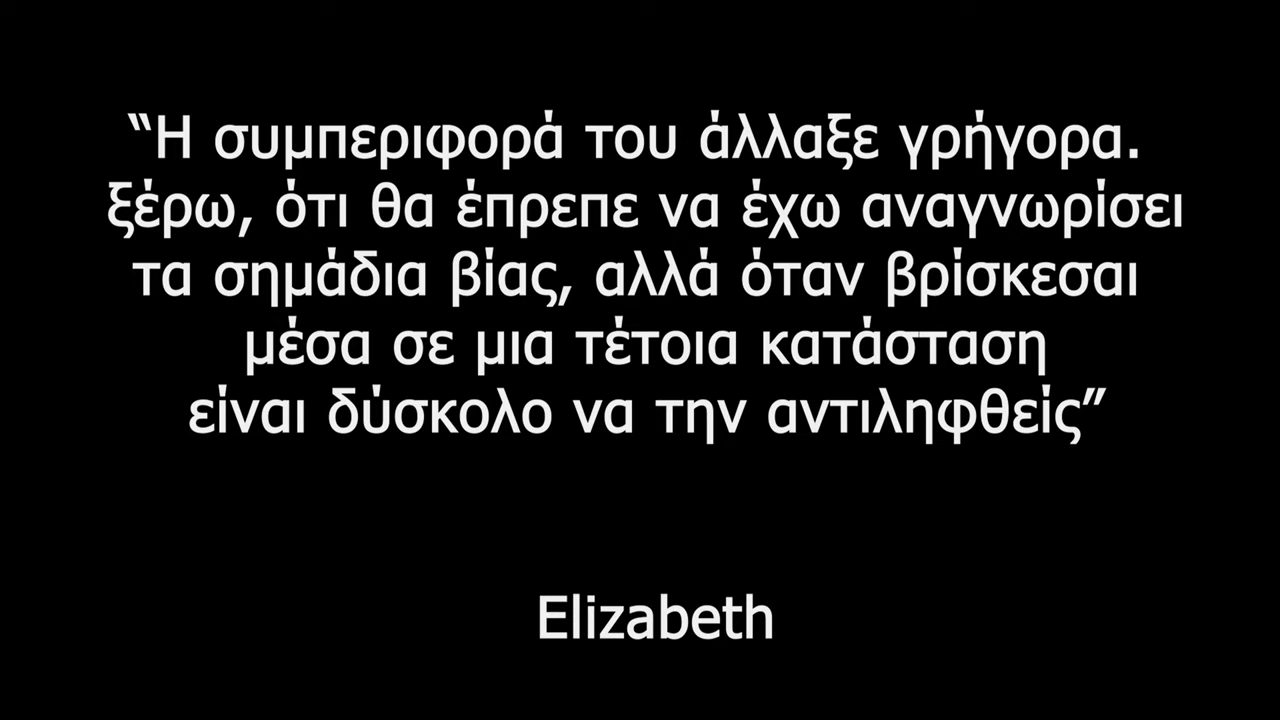 “Η συμπεριφορά του άλλαξε γρήγορα.
ξέρω, ότι θα έπρεπε να έχω αναγνωρίσει
τα σημάδια βίας, αλλά όταν βρίσκεσαι
μέσα σε μια τέτοια κατάσταση
είναι δύσκολο να την αντιληφθείς”
Elizabeth